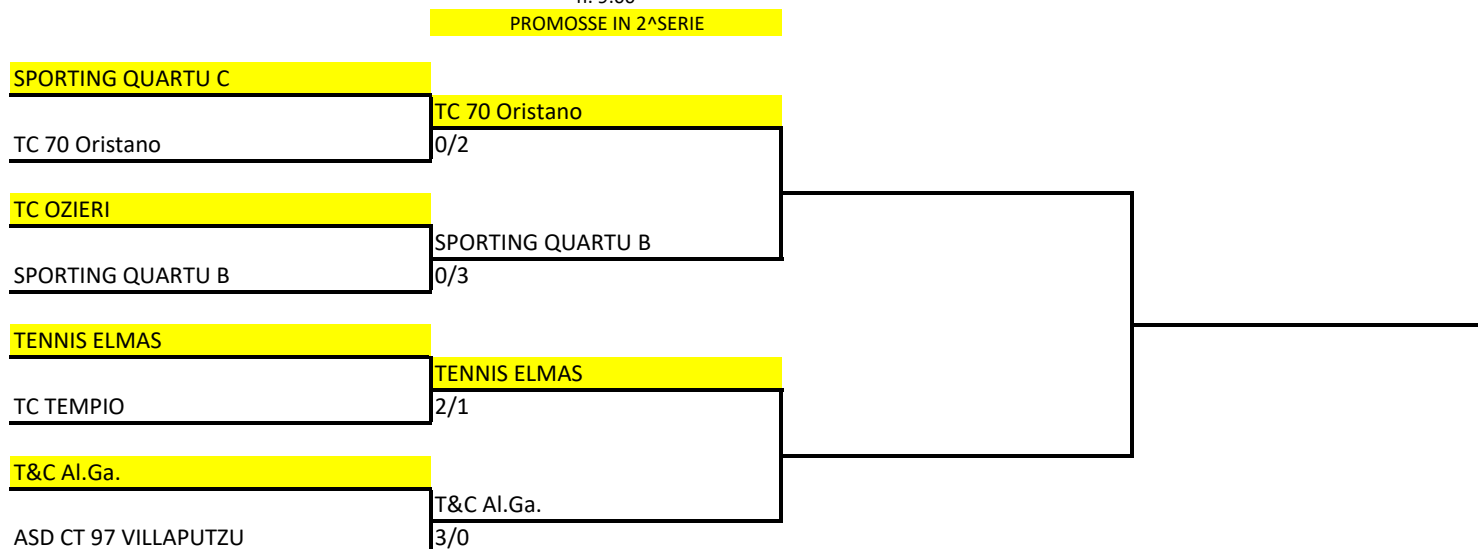 PROMOSSE IN 2^SERIE
SPORTING QUARTU C
TC 70 Oristano
TC 70 Oristano
0/2
TC OZIERI
SPORTING QUARTU B
SPORTING QUARTU B
0/3
TENNIS ELMAS
TENNIS ELMAS
TC TEMPIO
2/1
T&C Al.Ga.
T&C Al.Ga.
ASD CT 97 VILLAPUTZU
3/0